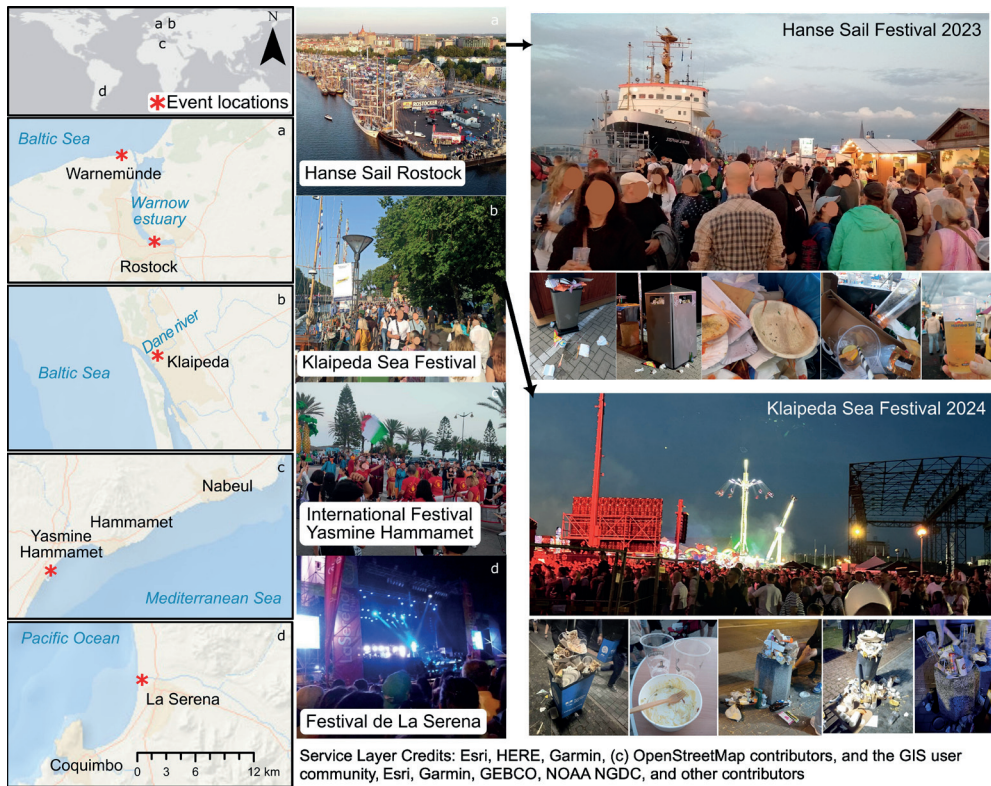 a b
c
d
N
Event locations
Baltic Sea
a
Warnemünde
Warnow
estuary
Rostock
b
Dane river
Klaipeda
Baltic Sea
c
Nabeul
Hammamet
Yasmine
Hammamet
Mediterranean Sea
Pacific Ocean
d
La Serena
Coquimbo
0 3 6 12 km
a
ROSTOCKER
Hanse Sail Rostock
b
Klaipeda Sea Festival
International Festival
Yasmine Hammamet
d
La Serena
Festival de La Serena
Hanse Sail Festival 2023
Klaipeda Sea Festival 2024
Service Layer Credits: Esri, HERE, Garmin, (c) OpenStreetMap contributors, and the GIS user
community, Esri, Garmin, GEBCO, NOAA NGDC, and other contributors